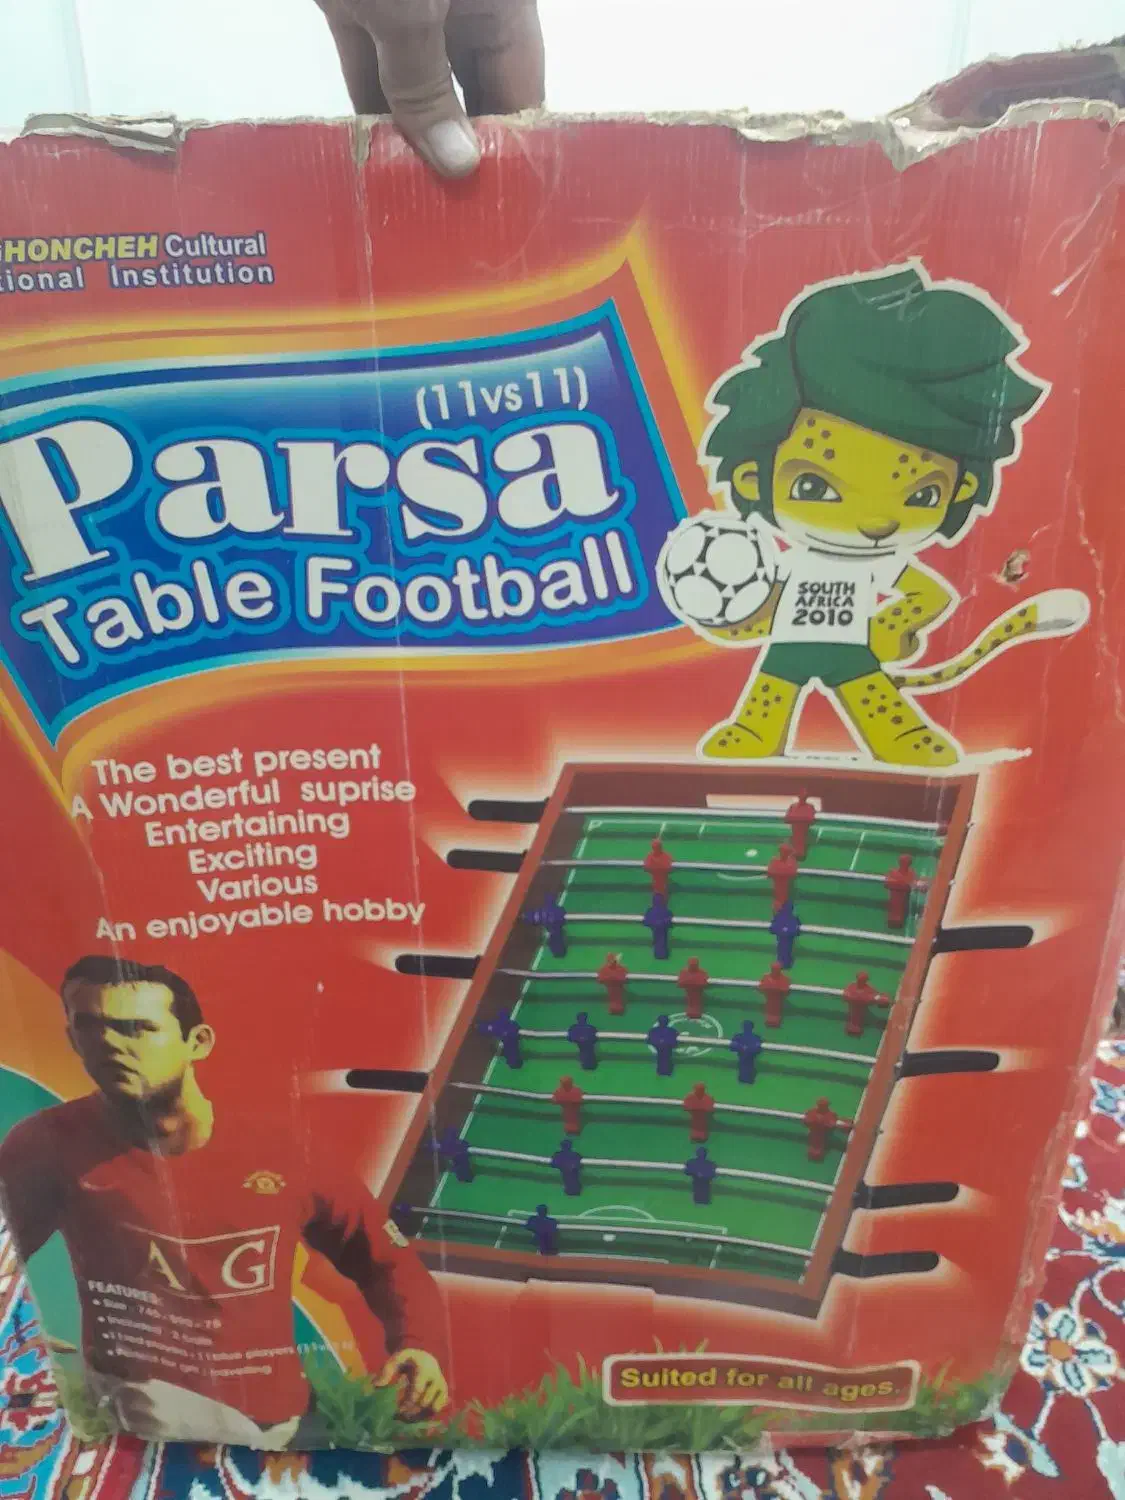 HONCHEH Cultural
tional Institution
(11vs11)
Parsa
Table Football
SOUTH
AFRICA
2010
The best present
A Wonderful suprise
Entertaining
Exciting
Various
An enjoyable hobby
A G
FEATURES:
Suited for all ages.